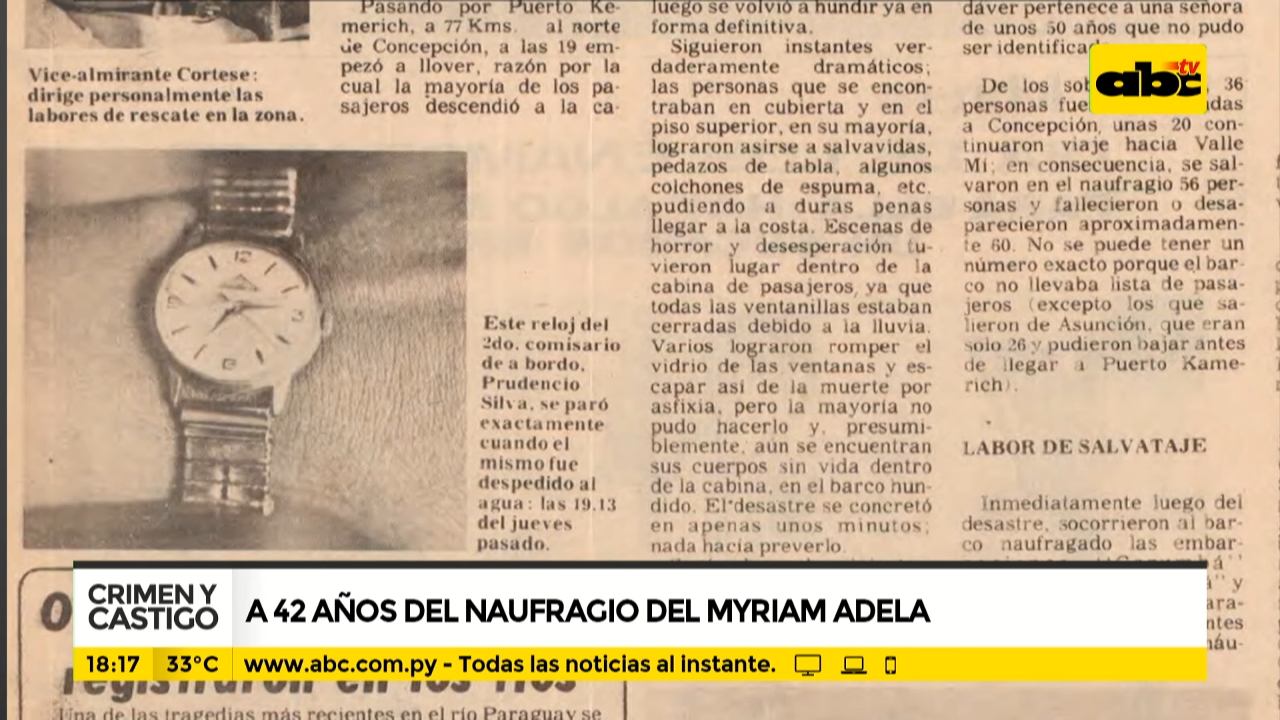 Vice-almirante Cortese:
dirige personalmente las
labores de rescate en la zona.
Pasando por Puerto Ke-
merich, a 77 Kms. al norte
de Concepción, a las 19 em-
pezó a llover, razón por la
cual la mayoría de los pa-
sajeros descendió a la ca-
Este reloj del
2do. comisario
de a bordo,
Prudencio
Silva, se paró
exactamente
cuando el
mismo fue
despedido al
agua: las 19.13
del jueves
pasado.
luego se volvió a hundir ya en
forma definitiva.
Siguieron instantes ver-
daderamente dramáticos;
las personas que se encon-
traban en cubierta y en el
piso superior, en su mayoría,
lograron asirse a salvavidas,
pedazos de tabla, algunos
colchones de espuma, etc.
pudiendo a duras penas
llegar a la costa. Escenas de
horror y desesperación tu-
vieron lugar dentro de la
cabina de pasajeros, ya que
todas las ventanillas estaban
cerradas debido a la lluvia.
Varios lograron romper el
vidrio de las ventanas y es-
capar así de la muerte por
asfixia, pero la mayoría no
pudo hacerlo y, presumi-
blemente, aún se encuentran
sus cuerpos sin vida dentro
de la cabina, en el barco hun-
dido. El desastre se concretó
en apenas unos minutos;
nada hacía preverlo.
dáver pertenece a una señora
de unos 50 años que no pudo
ser
De los 36
personas
a Concepción, unas 20 con-
tinuaron viaje hacia Valle
Mí; en consecuencia, se sal-
varon en el naufragio 56 per-
sonas y fallecieron o desa-
parecieron aproximadamen-
te 60. No se puede tener un
número exacto porque el bar-
co no llevaba lista de pasa-
jeros (excepto los que sa-
lieron de Asunción, que eran
solo 26 y pudieron bajar antes
de llegar a Puerto Kame-
rich).
LABOR DE SALVATAJE
Inmediatamente luego del
desastre, socorrieron al bar-
co naufragado las embar-
abc tv
CRIMEN Y
CASTIGO
A 42 AÑOS DEL NAUFRAGIO DEL MYRIAM ADELA
18:17 33°C www.abc.com.py - Todas las noticias al instante.
Una de las tragedias más recientes en el río Paraguay se